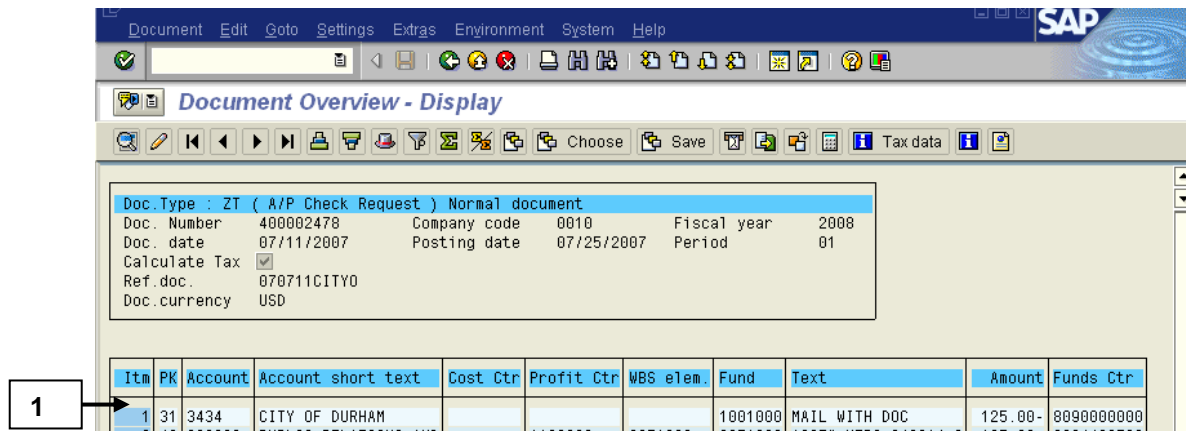 Document Edit Goto Settings Extras Environment System Help
SAP
Document Overview - Display
Choose Save Tax data
Doc.Type : ZT ( A/P Check Request ) Normal document
Doc. Number 400002478 Company code 0010 Fiscal year 2008
Doc. date 07/11/2007 Posting date 07/25/2007 Period 01
Calculate Tax
Ref.doc. 070711CITYO
Doc.currency USD
Itm PK Account Account short text Cost Ctr Profit Ctr WBS elem. Fund Text Amount Funds Ctr
1
1 31 3434 CITY OF DURHAM 1001000 MAIL WITH DOC 125.00- 8090000000